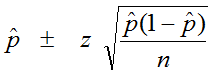 p̂ ± z √(p̂(1 − p̂)/n)